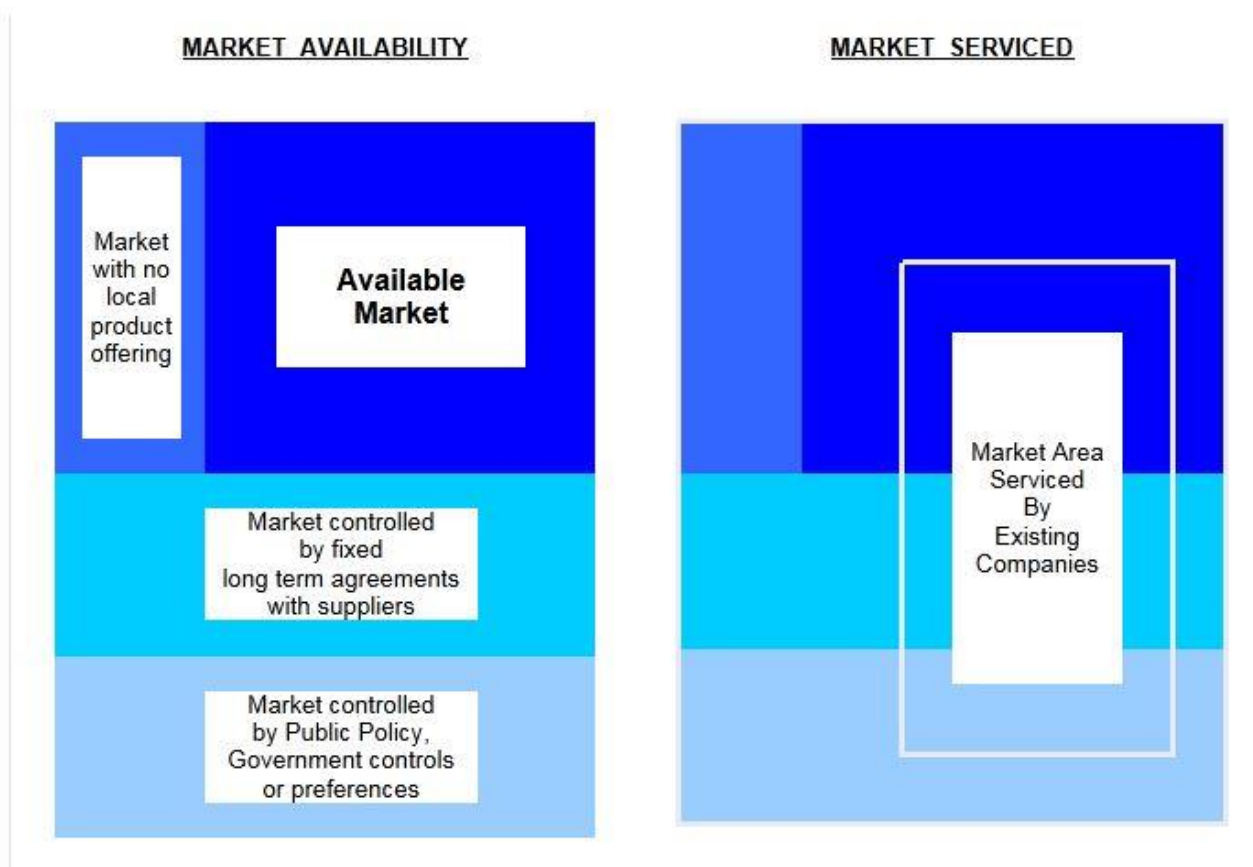 MARKET AVAILABILITY
MARKET SERVICED
Market
with no
local
product
offering
Available
Market
Market controlled
by fixed
long term agreements
with suppliers
Market controlled
by Public Policy,
Government controls
or preferences
Market Area
Serviced
By
Existing
Companies